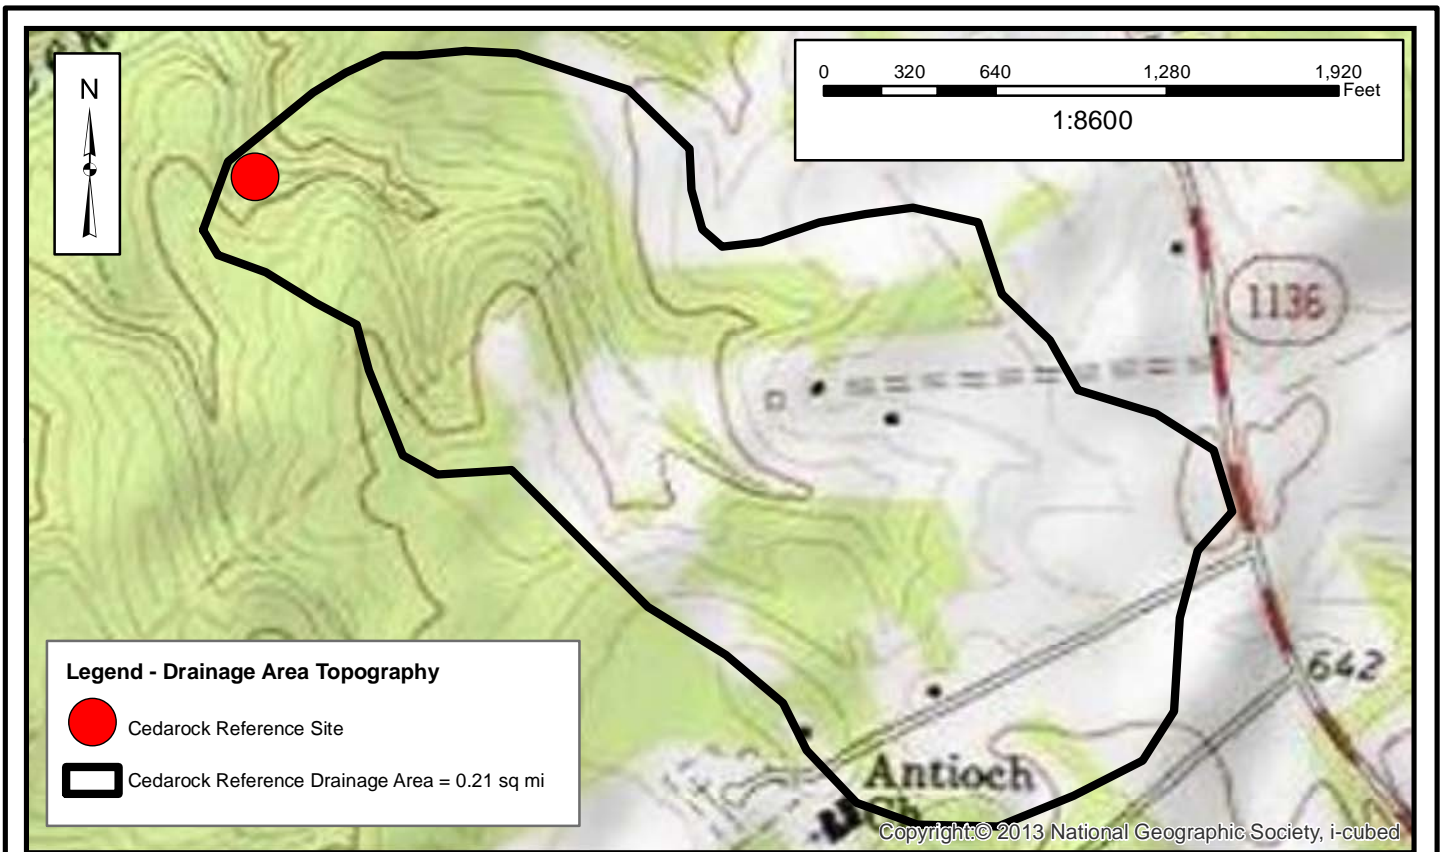 N
0 320 640 1,280 1,920
Feet
1:8600
1136
642
Antioch
Ch
Legend - Drainage Area Topography
Cedarock Reference Site
Cedarock Reference Drainage Area = 0.21 sq mi
Copyright:© 2013 National Geographic Society, i-cubed